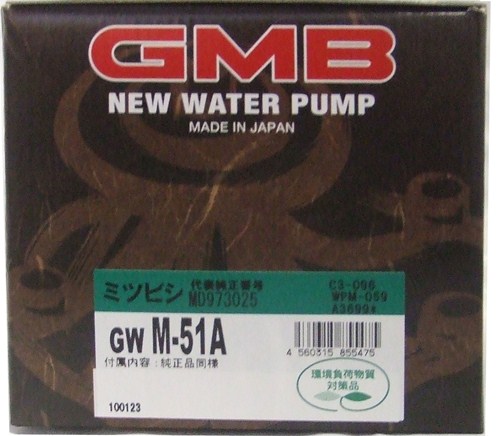 GMB
NEW WATER PUMP
MADE IN JAPAN
ミツビシ 代表純正番号 MD973025
C3-096
WPM-059
A3699*
GW M-51A
付属内容:純正品同様
4 560315 855475
環境負荷物質
対策品
100123